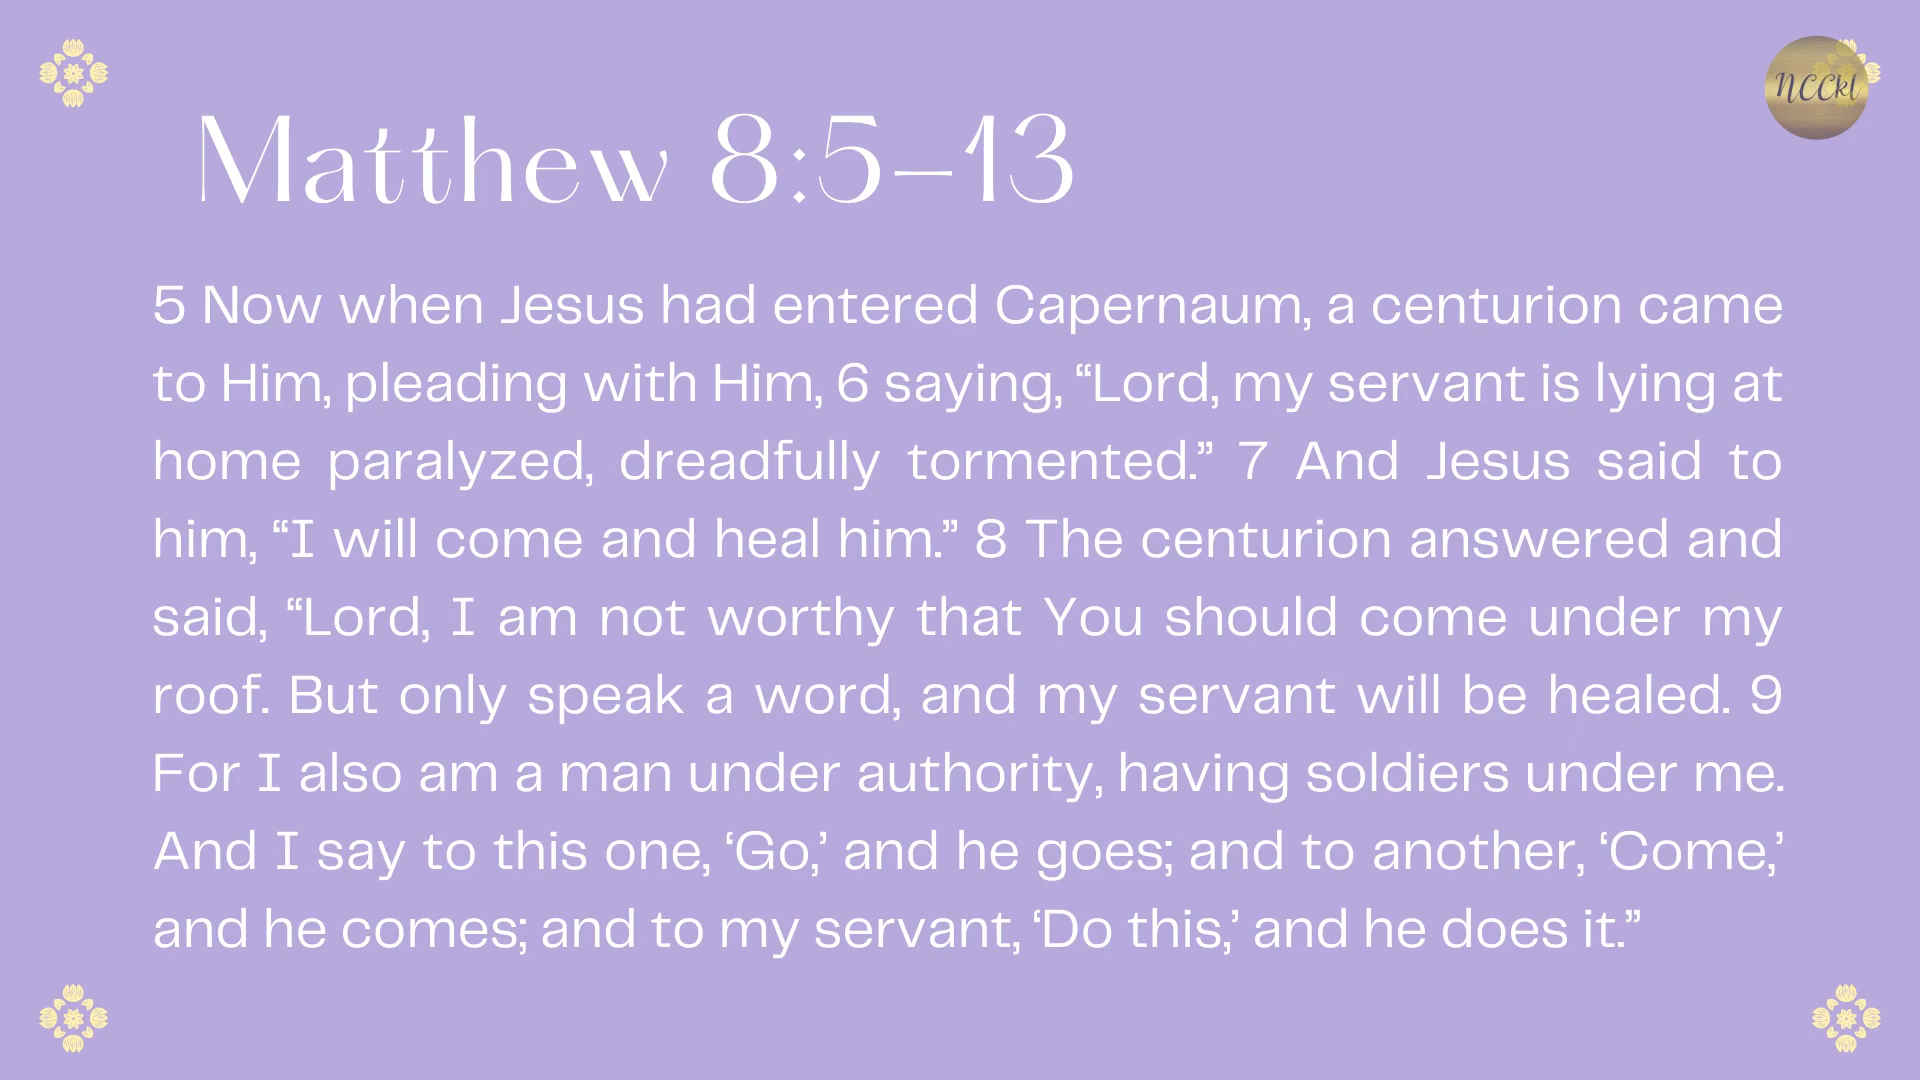 NCCkl
Matthew 8:5–13
5 Now when Jesus had entered Capernaum, a centurion came
to Him, pleading with Him, 6 saying, “Lord, my servant is lying at
home paralyzed, dreadfully tormented.” 7 And Jesus said to
him, “I will come and heal him.” 8 The centurion answered and
said, “Lord, I am not worthy that You should come under my
roof. But only speak a word, and my servant will be healed. 9
For I also am a man under authority, having soldiers under me.
And I say to this one, ‘Go,’ and he goes; and to another, ‘Come,’
and he comes; and to my servant, ‘Do this,’ and he does it.”